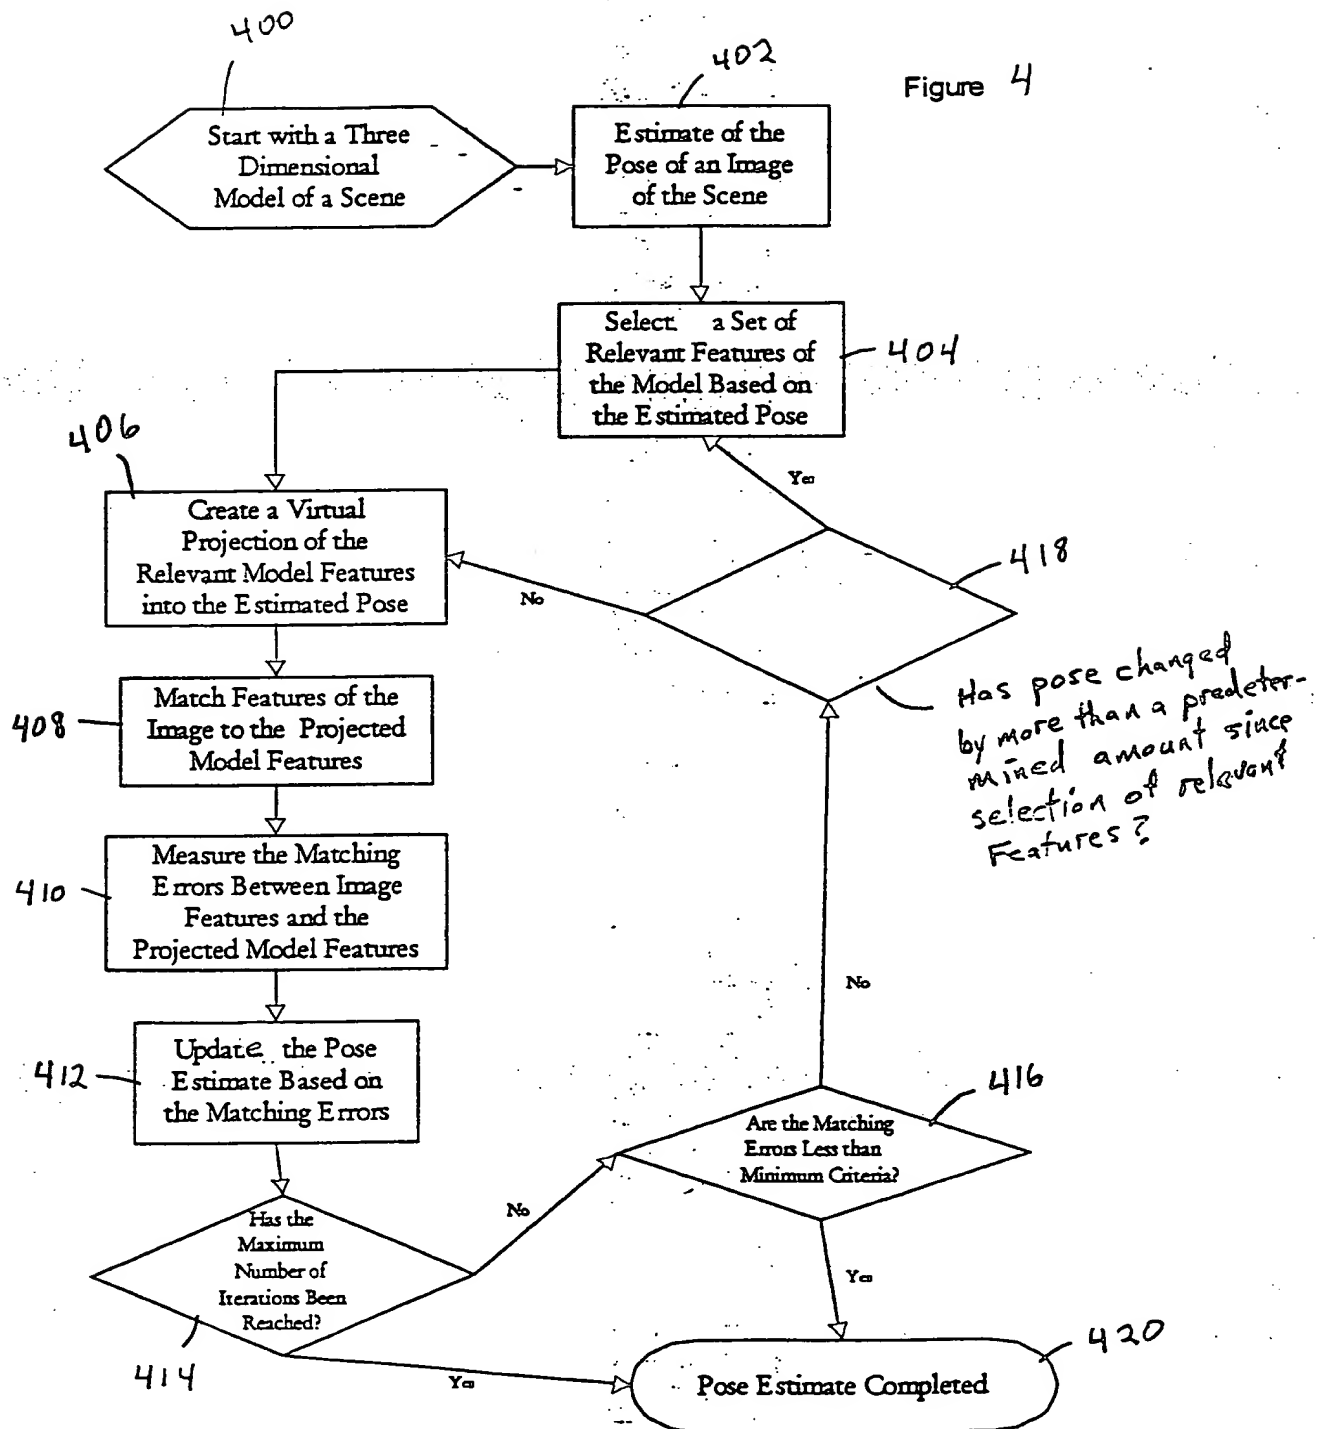 400
402
Figure 4
Start with a Three
Dimensional
Model of a Scene
Estimate of the
Pose of an Image
of the Scene
Select a Set of
Relevant Features of
the Model Based on
the Estimated Pose
404
406
Yes
Create a Virtual
Projection of the
Relevant Model Features
into the Estimated Pose
418
No
Has pose changed
by more than a predeter-
mined amount since
selection of relevant
Features?
Match Features of the
Image to the Projected
Model Features
408
Measure the Matching
Errors Between Image
Features and the
Projected Model Features
410
No
Update the Pose
Estimate Based on
the Matching Errors
412
416
Are the Matching
Errors Less than
Minimum Criteria?
No
Has the
Maximum
Number of
Iterations Been
Reached?
414
Yes
Yes
420
Pose Estimate Completed